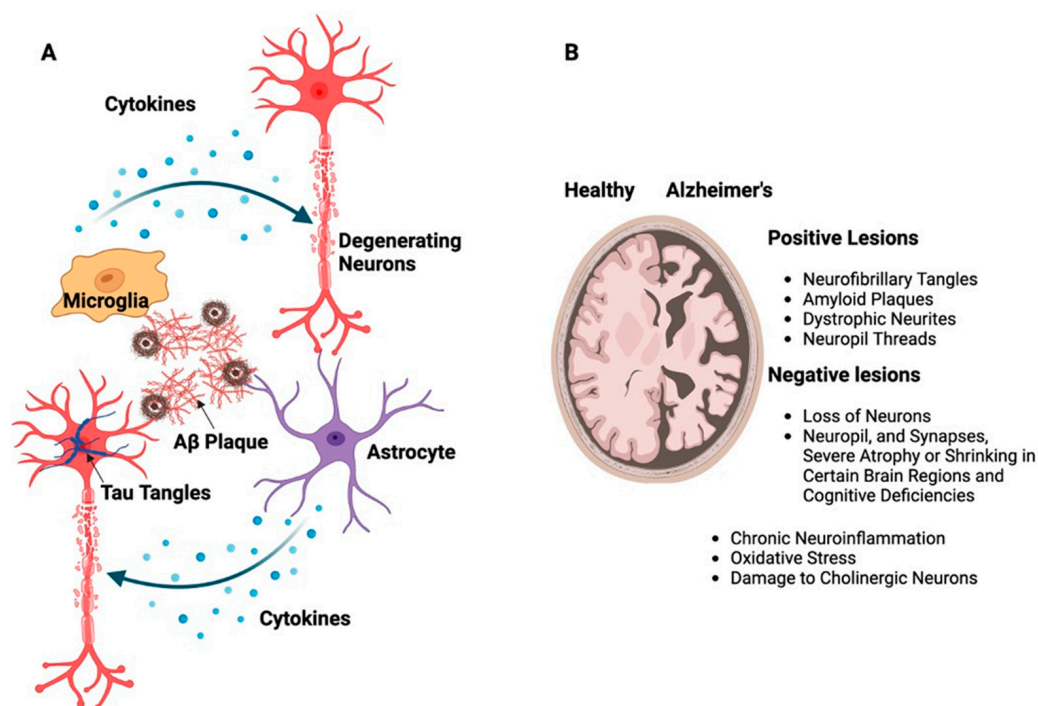 A
Cytokines
Degenerating
Neurons
Microglia
Aβ Plaque
Astrocyte
Tau Tangles
Cytokines
B
Healthy Alzheimer's
Positive Lesions
• Neurofibrillary Tangles
• Amyloid Plaques
• Dystrophic Neurites
• Neuropil Threads
Negative lesions
• Loss of Neurons
• Neuropil, and Synapses,
Severe Atrophy or Shrinking in
Certain Brain Regions and
Cognitive Deficiencies
• Chronic Neuroinflammation
• Oxidative Stress
• Damage to Cholinergic Neurons